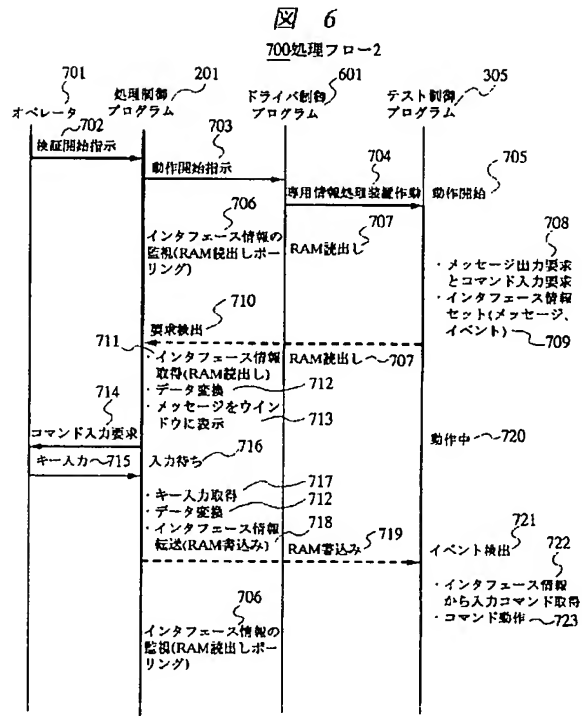 図 6
700処理フロー2
701
オペレータ
処理制御
プログラム
201
ドライバ制御
プログラム
601
テスト制御
プログラム
305
702
検証開始指示
703
動作開始指示
704
専用情報処理装置作動
705
動作開始
706
インタフェース情報の
監視(RAM読出しポー
リング)
707
RAM読出し
708
・メッセージ出力要求
とコマンド入力要求
・インタフェース情報
セット(メッセージ、
イベント)
709
710
要求検出
711
・インタフェース情報
取得(RAM読出し)
RAM読出し
707
・データ変換
712
・メッセージをウイン
ドウに表示
713
714
コマンド入力要求
動作中
720
キー入力
715
入力待ち
716
・キー入力取得
717
・データ変換
712
・インタフェース情報
転送(RAM書込み)
718
RAM書込み
719
イベント検出
721
722
・インタフェース情報
から入力コマンド取得
・コマンド動作
723
706
インタフェース情報の
監視(RAM読出しポー
リング)